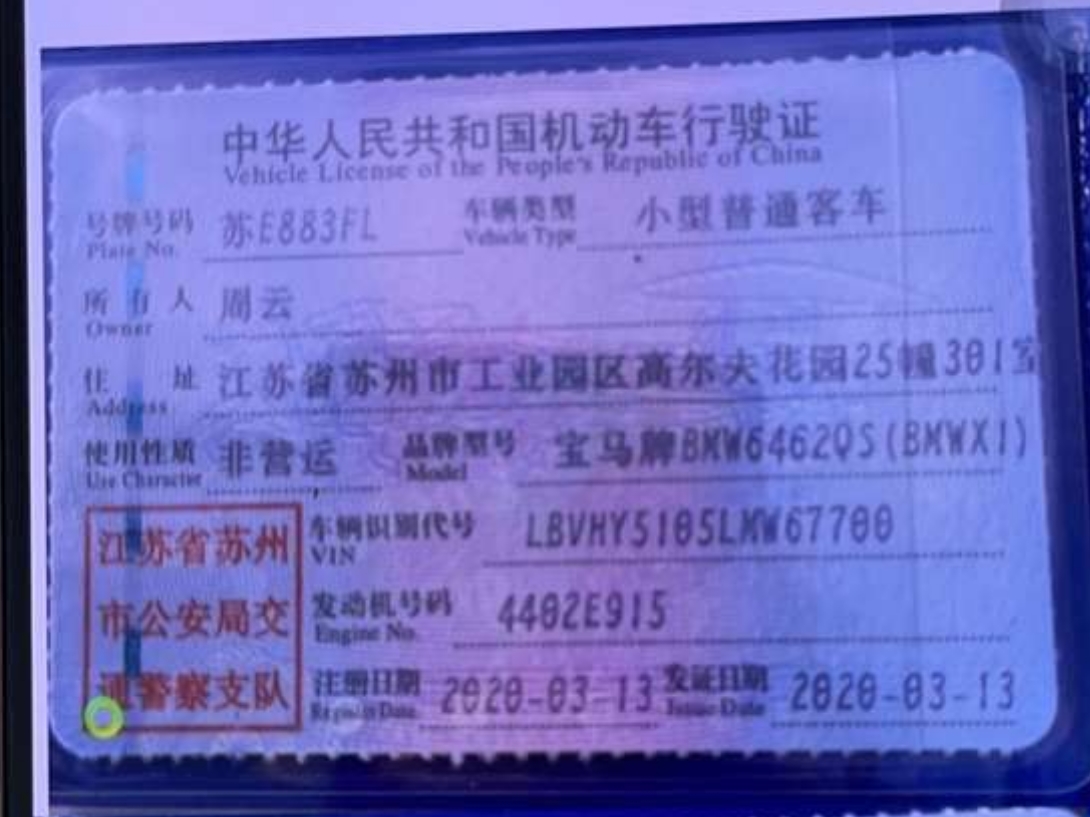 中华人民共和国机动车行驶证
Vehicle License of the People's Republic of China
号牌号码 苏E883FL 车辆类型 小型普通客车
Plate No. Vehicle Type
所有人 周云
Owner
住址 江苏省苏州市工业园区高尔夫花园25幢301室
Address
使用性质 非营运 品牌型号 宝马牌BMW6462QS(BMWX1)
Use Character Model
江苏省苏州
市公安局交
通警察支队
车辆识别代号 LBVHY5105LMW67700
VIN
发动机号码 4402E915
Engine No.
注册日期 2020-03-13 发证日期 2020-03-13
Register Date Issue Date